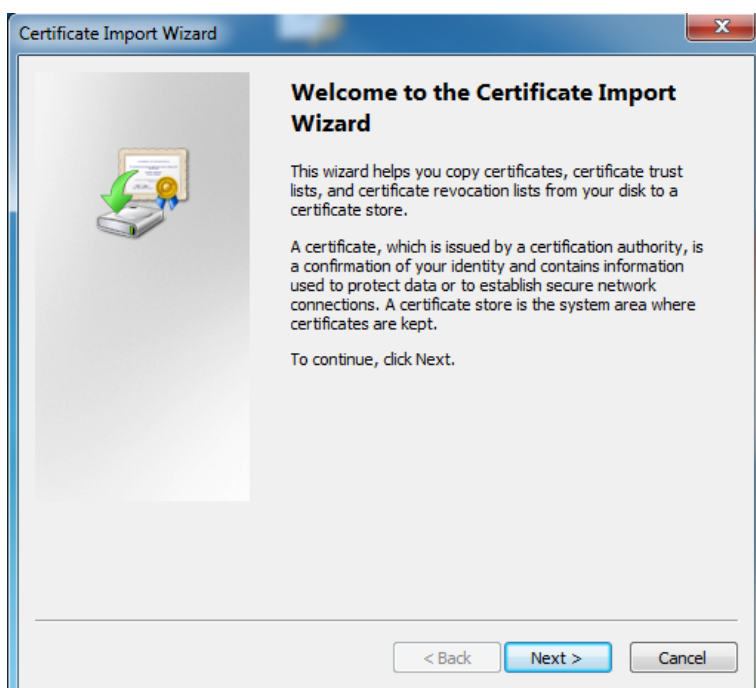 Certificate Import Wizard
Welcome to the Certificate Import
Wizard
This wizard helps you copy certificates, certificate trust
lists, and certificate revocation lists from your disk to a
certificate store.
A certificate, which is issued by a certification authority, is
a confirmation of your identity and contains information
used to protect data or to establish secure network
connections. A certificate store is the system area where
certificates are kept.
To continue, click Next.
< Back Next > Cancel